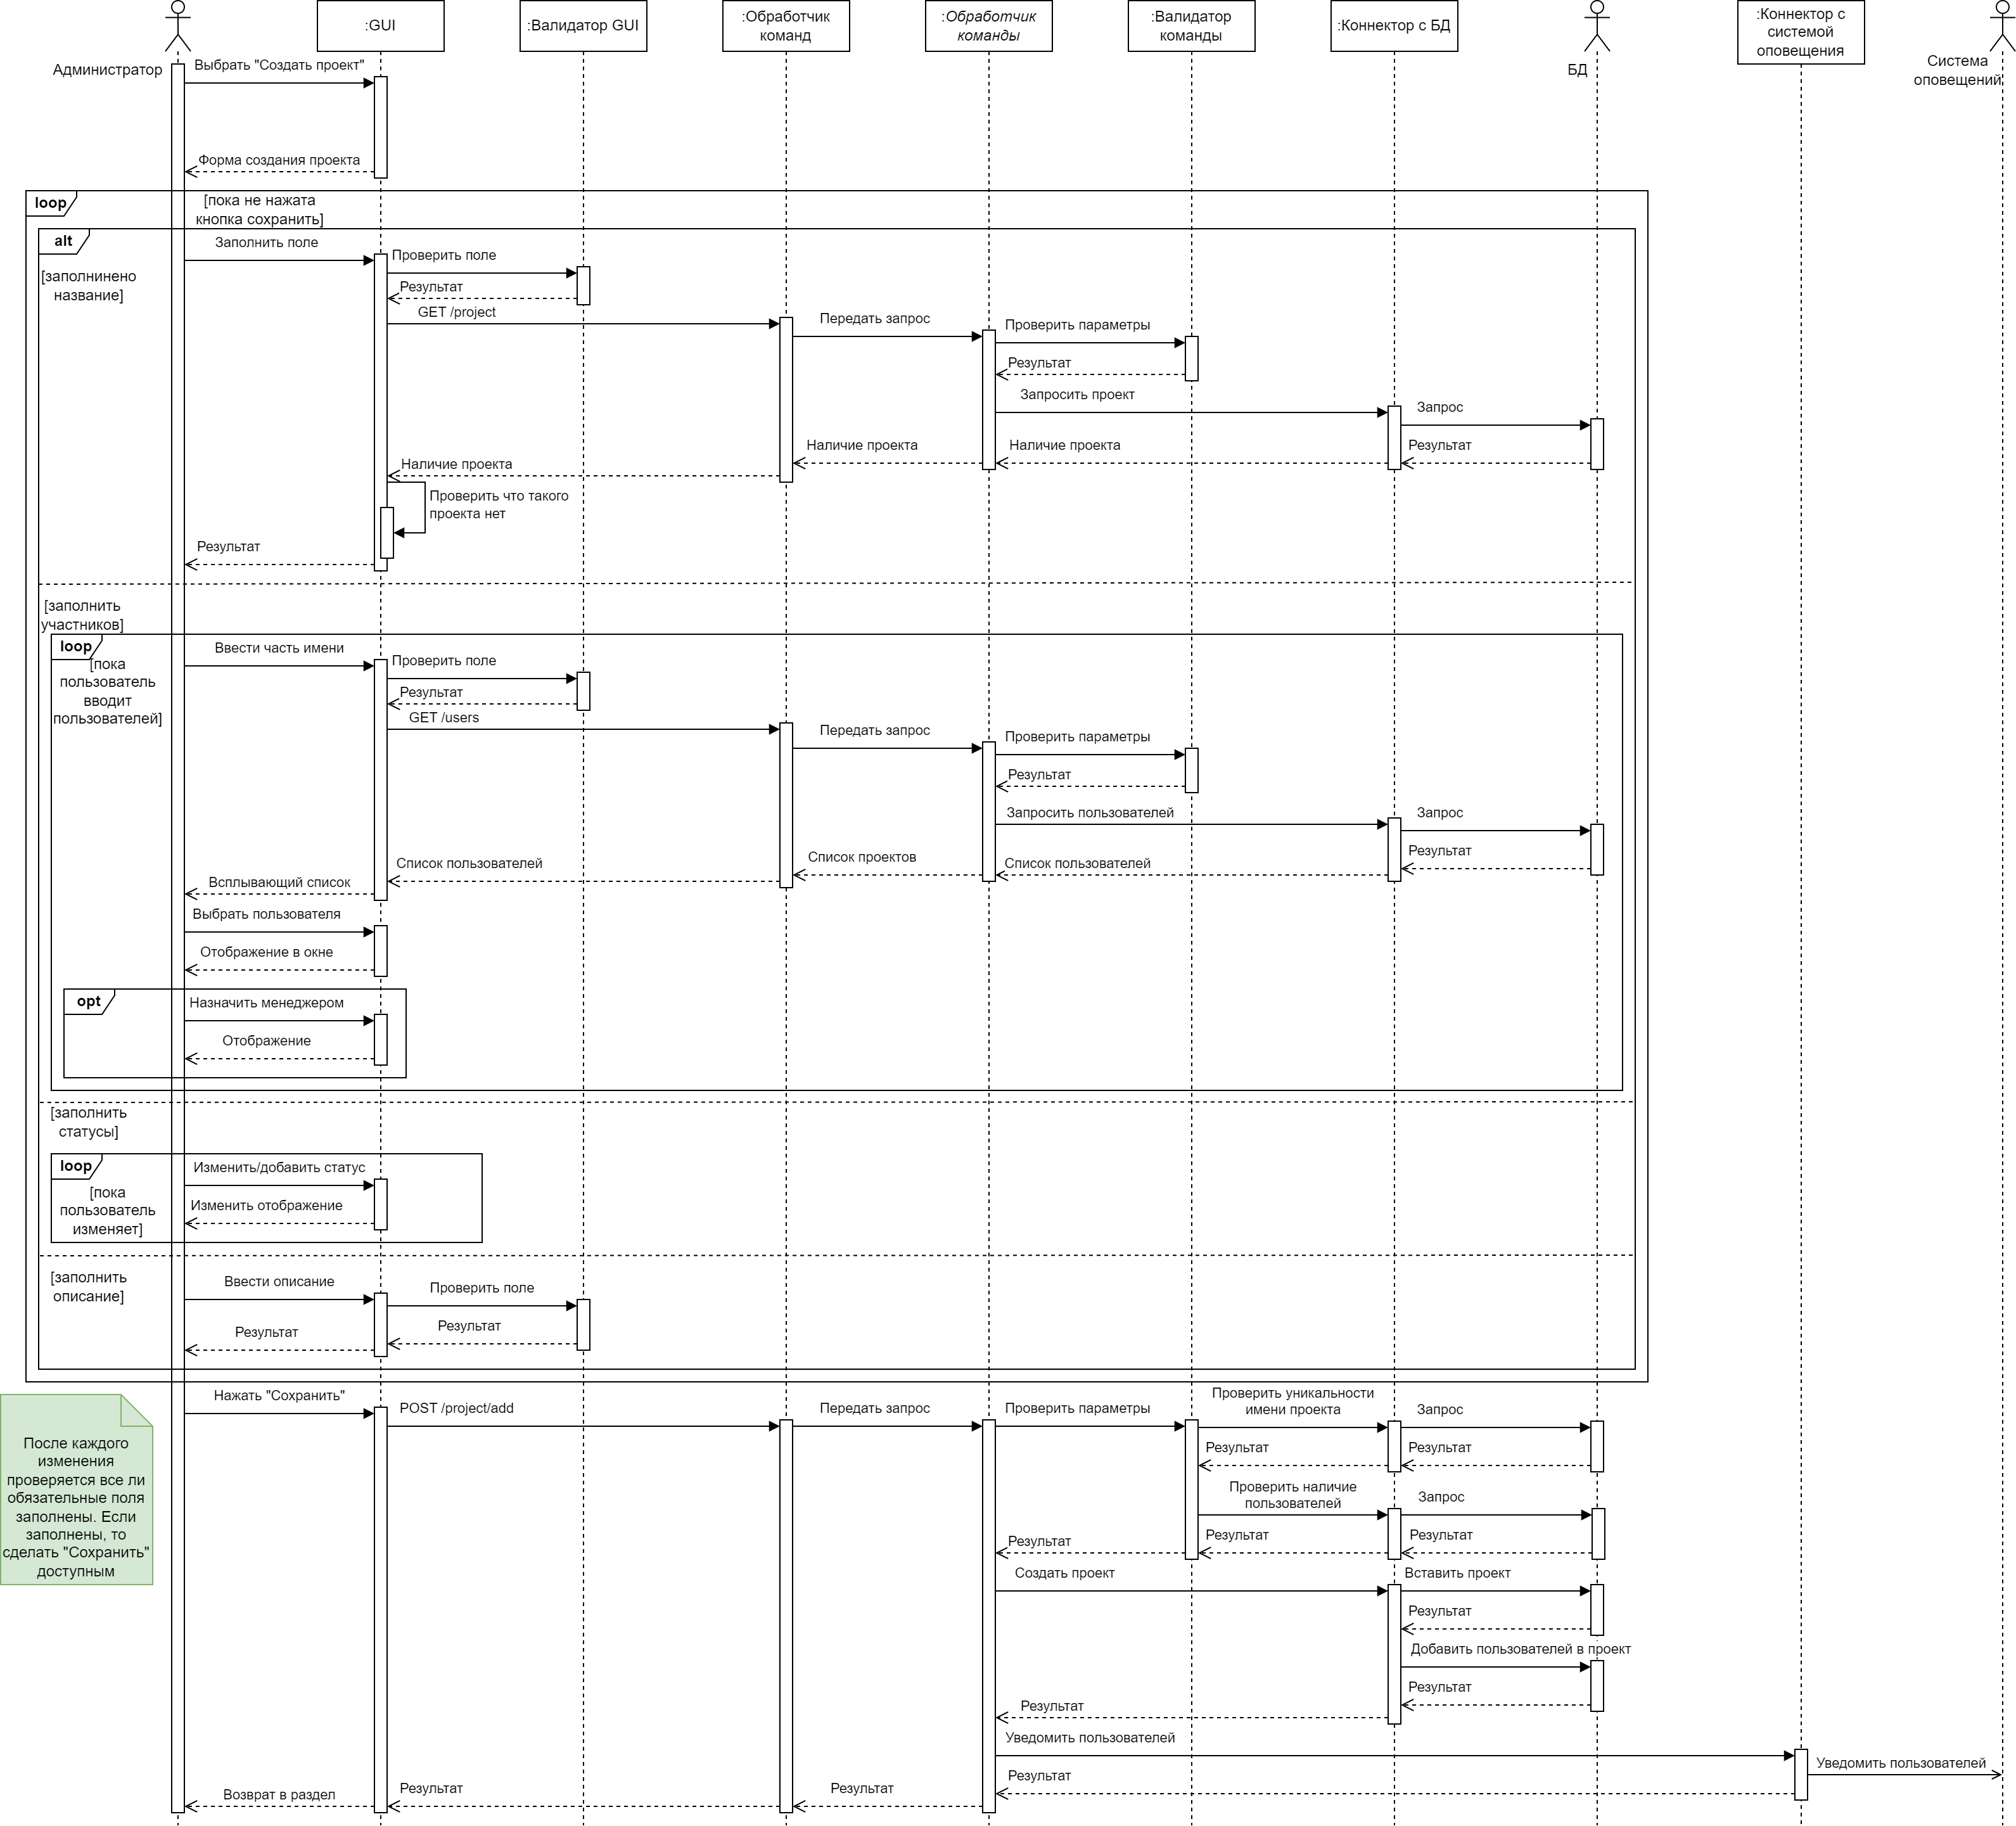 :GUI
:Валидатор GUI
:Обработчик
команд
:Обработчик
команды
:Валидатор
команды
:Коннектор с БД
:Коннектор с
системой
оповещения
Администратор
БД
Система
оповещений
Выбрать "Создать проект"
Форма создания проекта
loop
[пока не нажата
кнопка сохранить]
alt
Заполнить поле
[заполнинено
название]
Проверить поле
Результат
GET /project
Передать запрос
Проверить параметры
Результат
Запросить проект
Запрос
Результат
Наличие проекта
Наличие проекта
Наличие проекта
Проверить что такого
проекта нет
Результат
[заполнить
участников]
loop
[пока
пользователь
вводит
пользователей]
Ввести часть имени
Проверить поле
Результат
GET /users
Передать запрос
Проверить параметры
Результат
Запросить пользователей
Запрос
Результат
Список пользователей
Список проектов
Список пользователей
Всплывающий список
Выбрать пользователя
Отображение в окне
opt
Назначить менеджером
Отображение
[заполнить
статусы]
loop
[пока
пользователь
изменяет]
Изменить/добавить статус
Изменить отображение
[заполнить
описание]
Ввести описание
Проверить поле
Результат
Результат
После каждого
изменения
проверяется все ли
обязательные поля
заполнены. Если
заполнены, то
сделать "Сохранить"
доступным
Нажать "Сохранить"
POST /project/add
Передать запрос
Проверить параметры
Проверить уникальности
имени проекта
Запрос
Результат
Результат
Проверить наличие
пользователей
Запрос
Результат
Результат
Результат
Создать проект
Вставить проект
Результат
Добавить пользователей в проект
Результат
Результат
Уведомить пользователей
Уведомить пользователей
Результат
Результат
Результат
Возврат в раздел